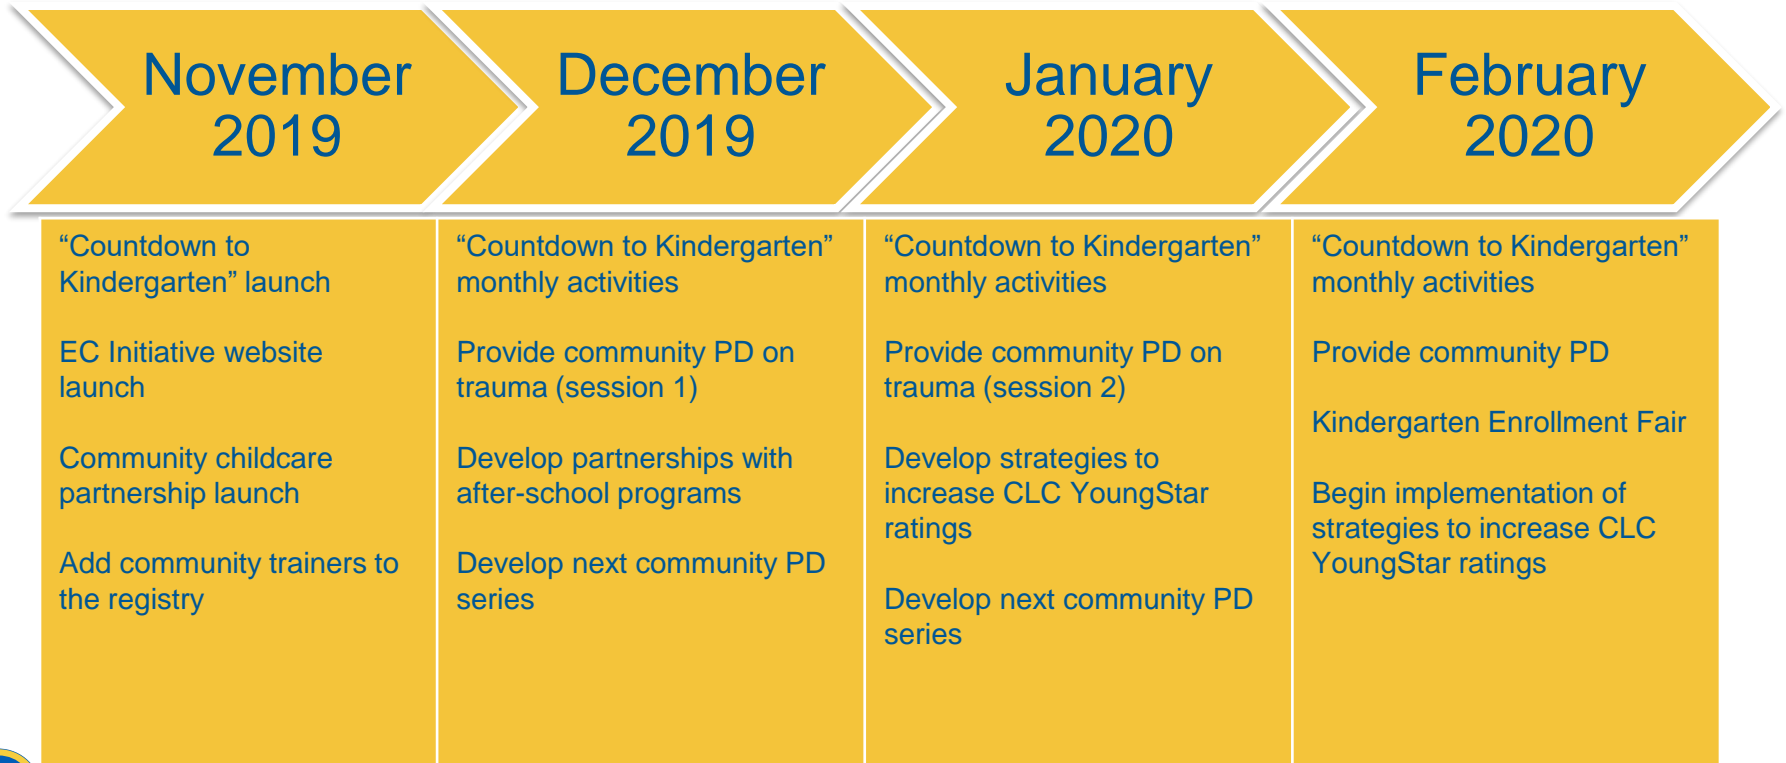 November
2019
December
2019
January
2020
February
2020
“Countdown to
Kindergarten” launch
EC Initiative website
launch
Community childcare
partnership launch
Add community trainers to
the registry
“Countdown to Kindergarten”
monthly activities
Provide community PD on
trauma (session 1)
Develop partnerships with
after-school programs
Develop next community PD
series
“Countdown to Kindergarten”
monthly activities
Provide community PD on
trauma (session 2)
Develop strategies to
increase CLC YoungStar
ratings
Develop next community PD
series
“Countdown to Kindergarten”
monthly activities
Provide community PD
Kindergarten Enrollment Fair
Begin implementation of
strategies to increase CLC
YoungStar ratings